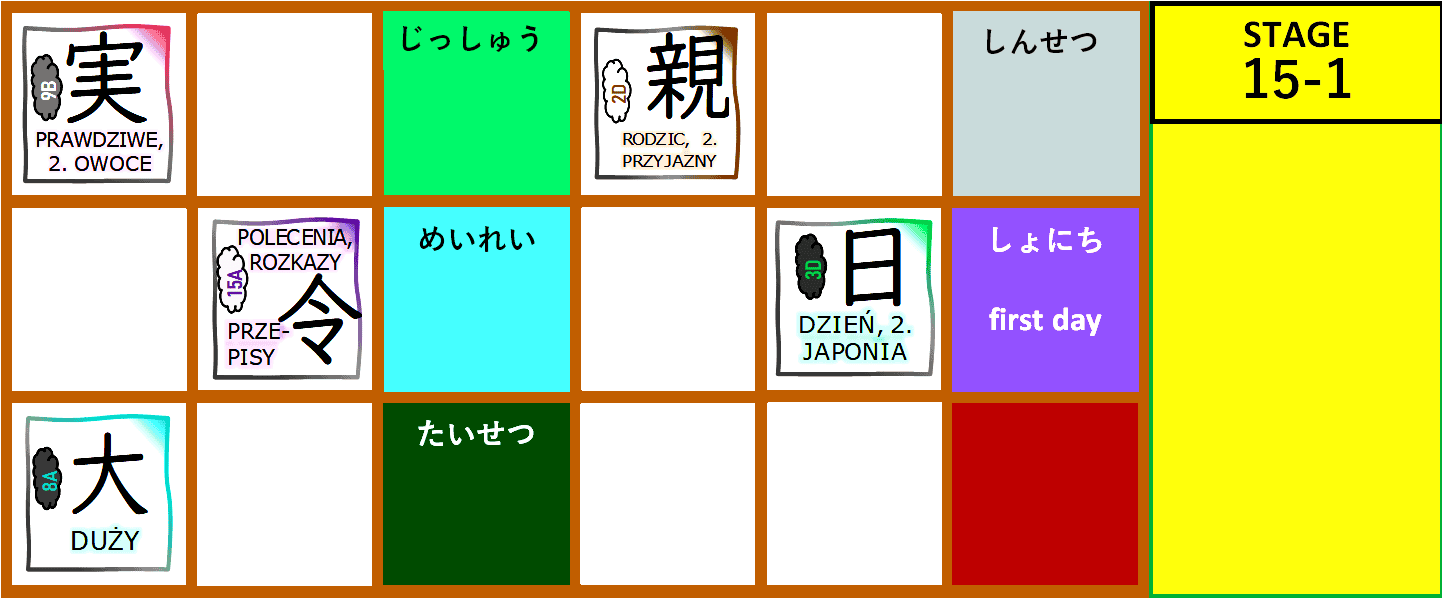 実
9B
PRAWDZIWE,
2. OWOCE
じっしゅう
親
2D
RODZIC, 2.
PRZYJAZNY
しんせつ
STAGE
15-1
POLECENIA,
ROZKAZY
15A
令
PRZE-
PISY
めいれい
日
3D
DZIEŃ, 2.
JAPONIA
しょにち
first day
大
8A
DUŻY
たいせつ